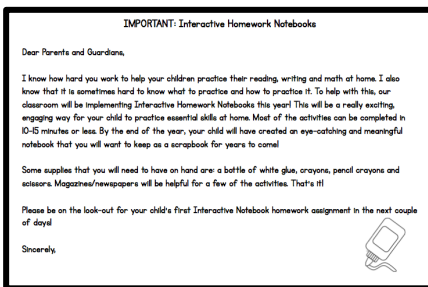 IMPORTANT: Interactive Homework Notebooks
Dear Parents and Guardians,
I know how hard you work to help your children practice their reading, writing and math at home. I also
know that it is sometimes hard to know what to practice and how to practice it. To help with this, our
classroom will be implementing Interactive Homework Notebooks this year! This will be a really exciting,
engaging way for your child to practice essential skills at home. Most of the activities can be completed in
10-15 minutes or less. By the end of the year, your child will have created an eye-catching and meaningful
notebook that you will want to keep as a scrapbook for years to come!
Some supplies that you will need to have on hand are: a bottle of white glue, crayons, pencil crayons and
scissors. Magazines/newspapers will be helpful for a few of the activities. That's it!
Please be on the look-out for your child's first Interactive Notebook homework assignment in the next couple
of days!
Sincerely,